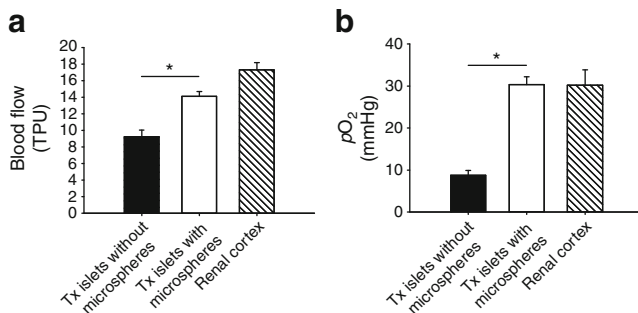 a
18
16
14
12
10
8
6
4
2
0
Blood flow
(TPU)
*
Tx islets without
microspheres
Tx islets with
microspheres
Renal cortex
b
40
30
20
10
0
pO2
(mmHg)
*
Tx islets without
microspheres
Tx islets with
microspheres
Renal cortex